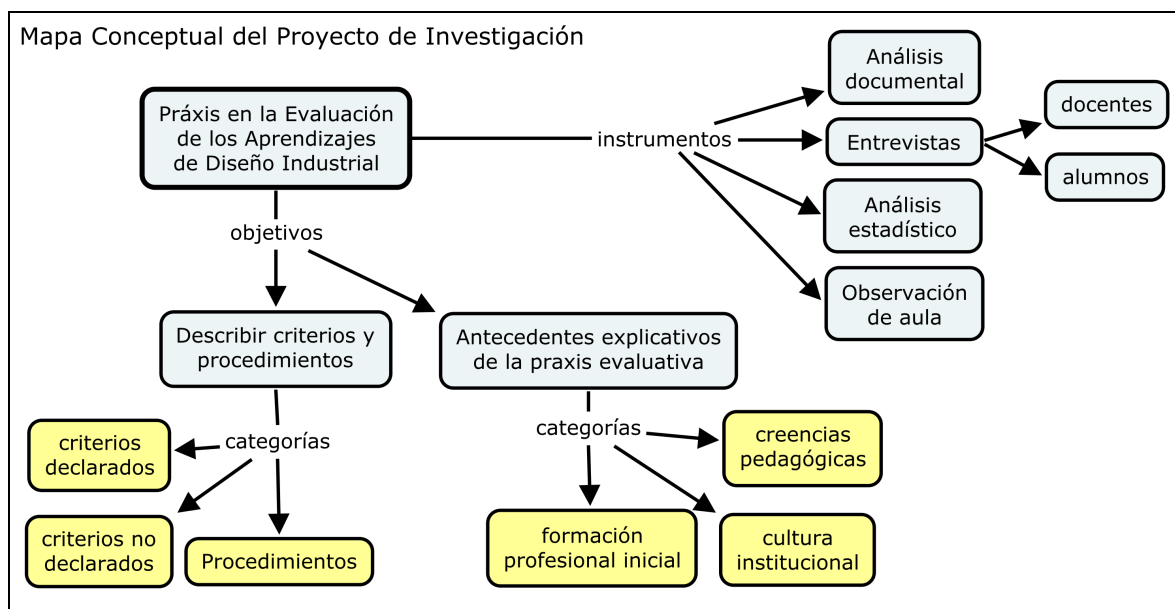 Mapa Conceptual del Proyecto de Investigación
Práxis en la Evaluación
de los Aprendizajes
de Diseño Industrial
instrumentos
Análisis
documental
Entrevistas
docentes
alumnos
Análisis
estadístico
Observación
de aula
objetivos
Describir criterios y
procedimientos
Antecedentes explicativos
de la praxis evaluativa
categorías
criterios
declarados
criterios no
declarados
Procedimientos
categorías
creencias
pedagógicas
formación
profesional inicial
cultura
institucional